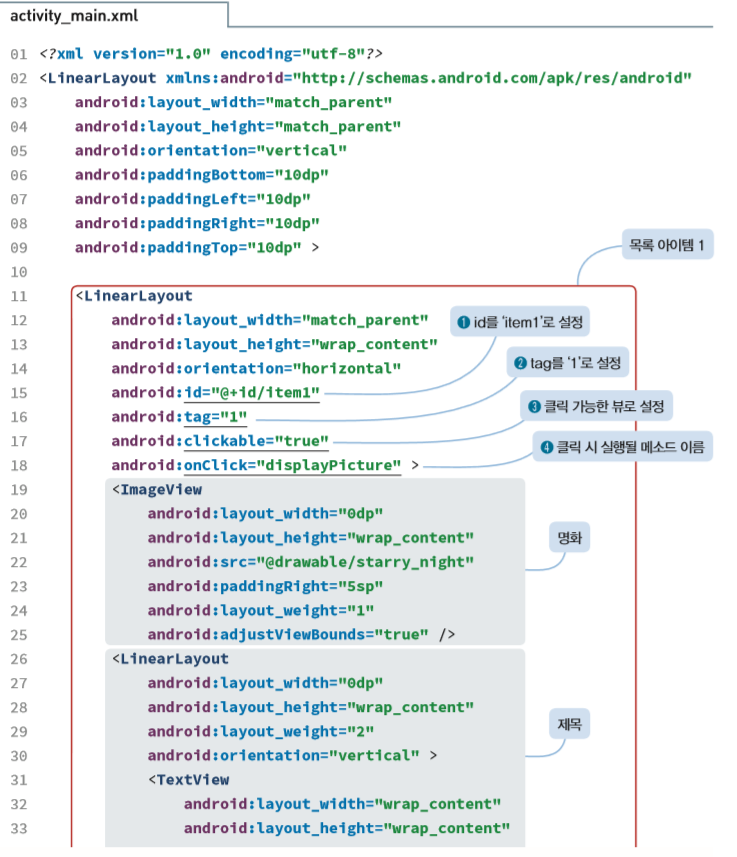 activity_main.xml
01 <?xml version="1.0" encoding="utf-8"?>
02 <LinearLayout xmlns:android="http://schemas.android.com/apk/res/android"
03 android:layout_width="match_parent"
04 android:layout_height="match_parent"
05 android:orientation="vertical"
06 android:paddingBottom="10dp"
07 android:paddingLeft="10dp"
08 android:paddingRight="10dp"
09 android:paddingTop="10dp" >
목록 아이템 1
10
11 <LinearLayout
12 android:layout_width="match_parent"
❶ id를 'item1'로 설정
13 android:layout_height="wrap_content"
14 android:orientation="horizontal"
❷ tag를 '1'로 설정
15 android:id="@+id/item1"
❸ 클릭 가능한 뷰로 설정
16 android:tag="1"
17 android:clickable="true"
❹ 클릭 시 실행될 메소드 이름
18 android:onClick="displayPicture" >
19 <ImageView
20 android:layout_width="0dp"
21 android:layout_height="wrap_content"
명화
22 android:src="@drawable/starry_night"
23 android:paddingRight="5sp"
24 android:layout_weight="1"
25 android:adjustViewBounds="true" />
26 <LinearLayout
27 android:layout_width="0dp"
28 android:layout_height="wrap_content"
제목
29 android:layout_weight="2"
30 android:orientation="vertical" >
31 <TextView
32 android:layout_width="wrap_content"
33 android:layout_height="wrap_content"